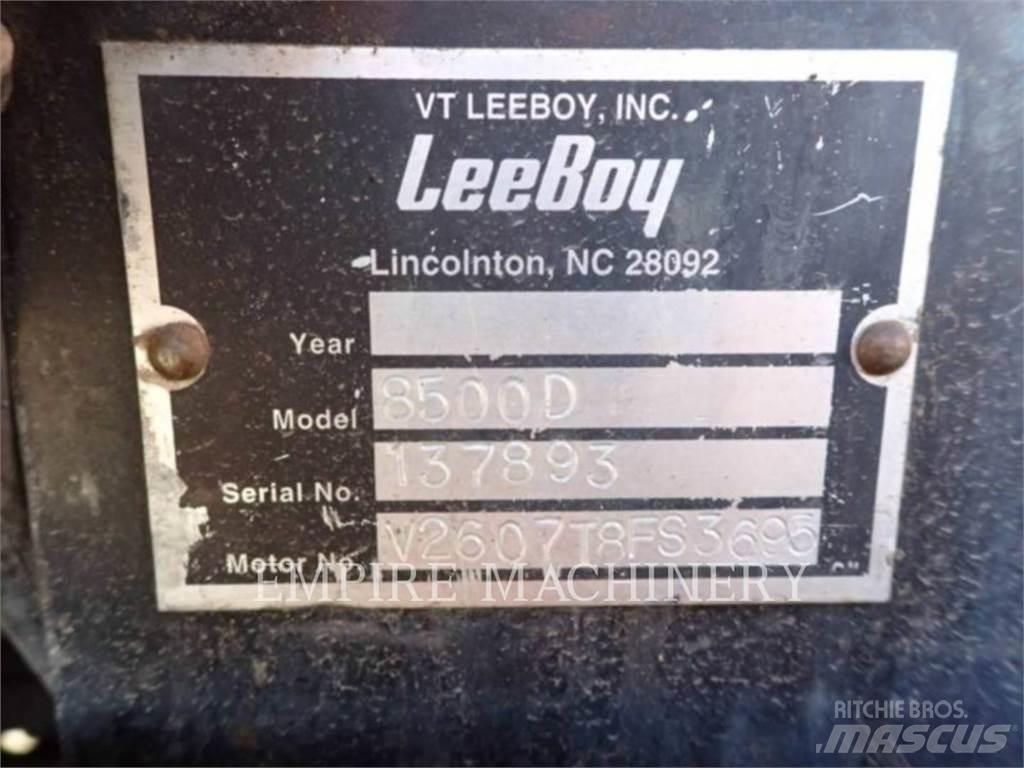 VT LEEBOY, INC.
LeeBoy
Lincolnton, NC 28092
Year
Model 8500D
Serial No. 137893
Motor No. V2607T8FS3695
EMPIRE MACHINERY
RITCHIE BROS.
MASCUS